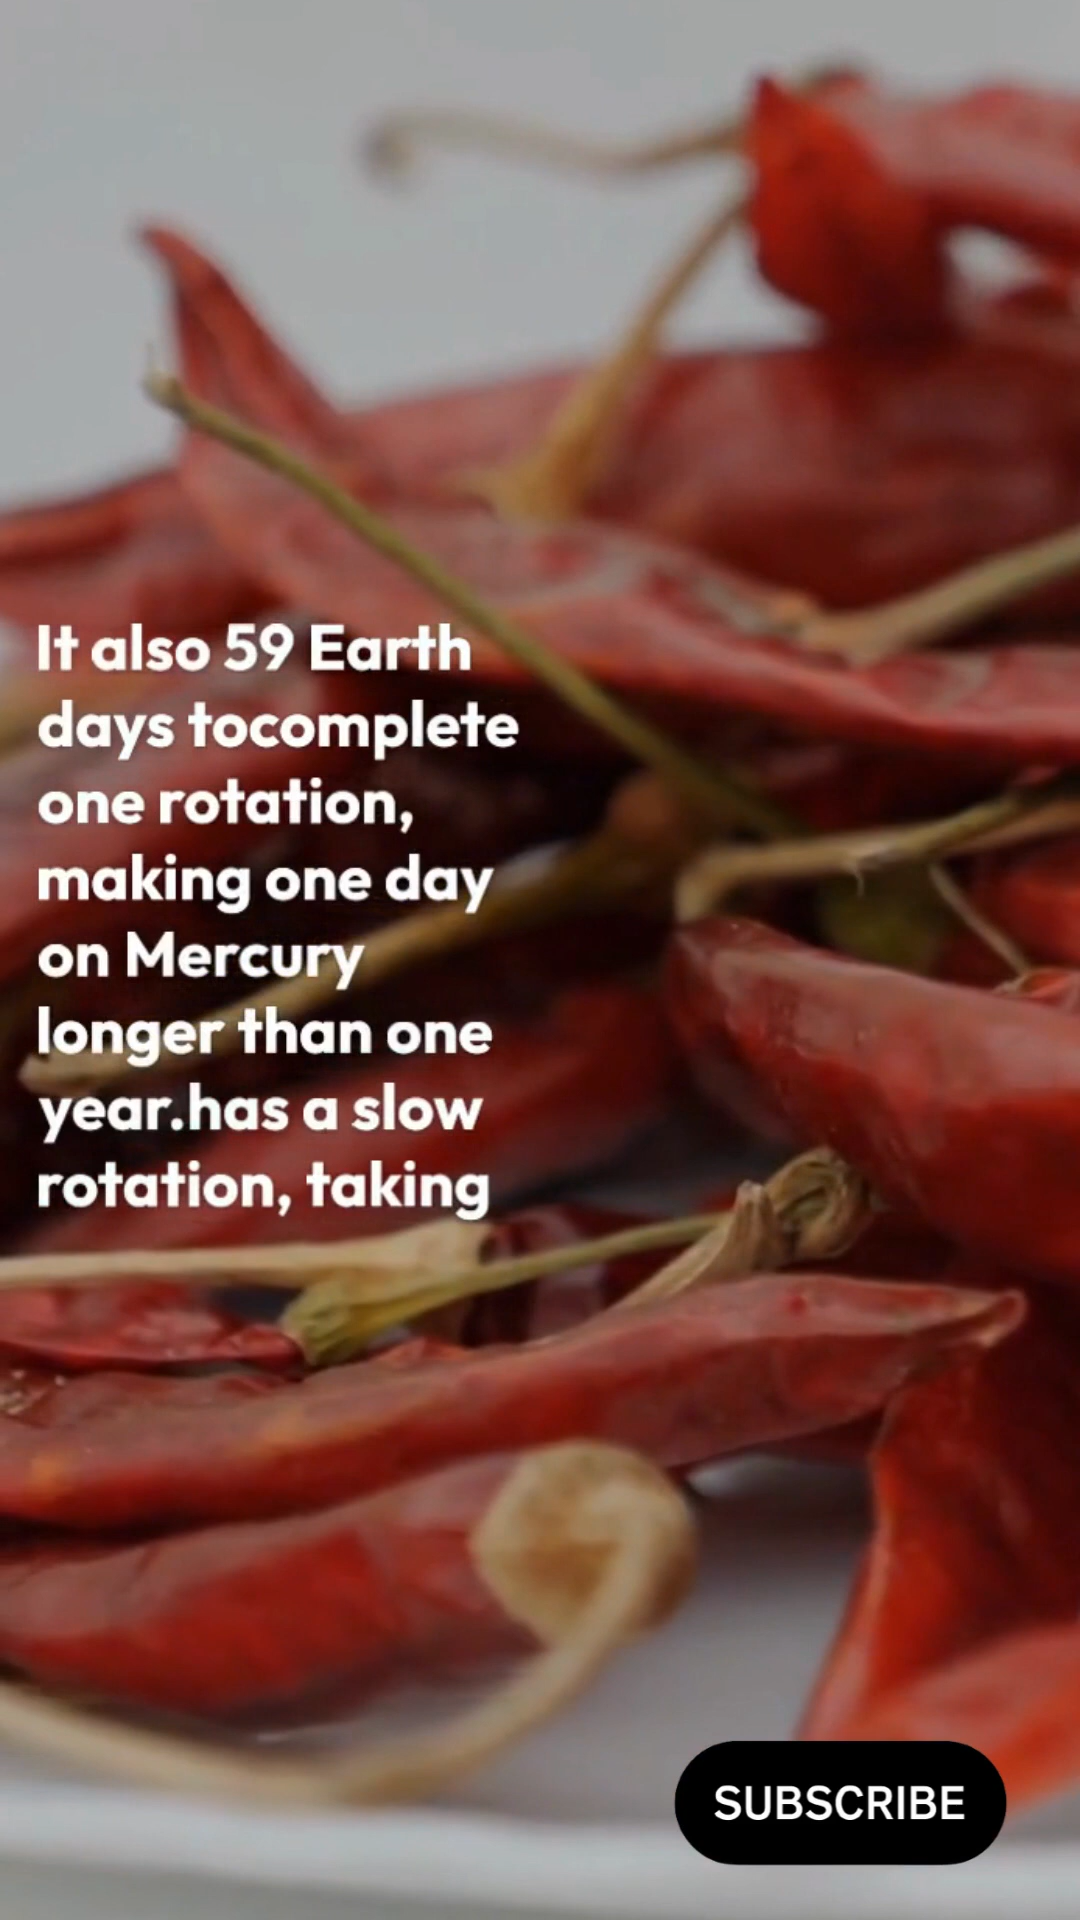 It also 59 Earth
days tocomplete
one rotation,
making one day
on Mercury
longer than one
year.has a slow
rotation, taking
SUBSCRIBE